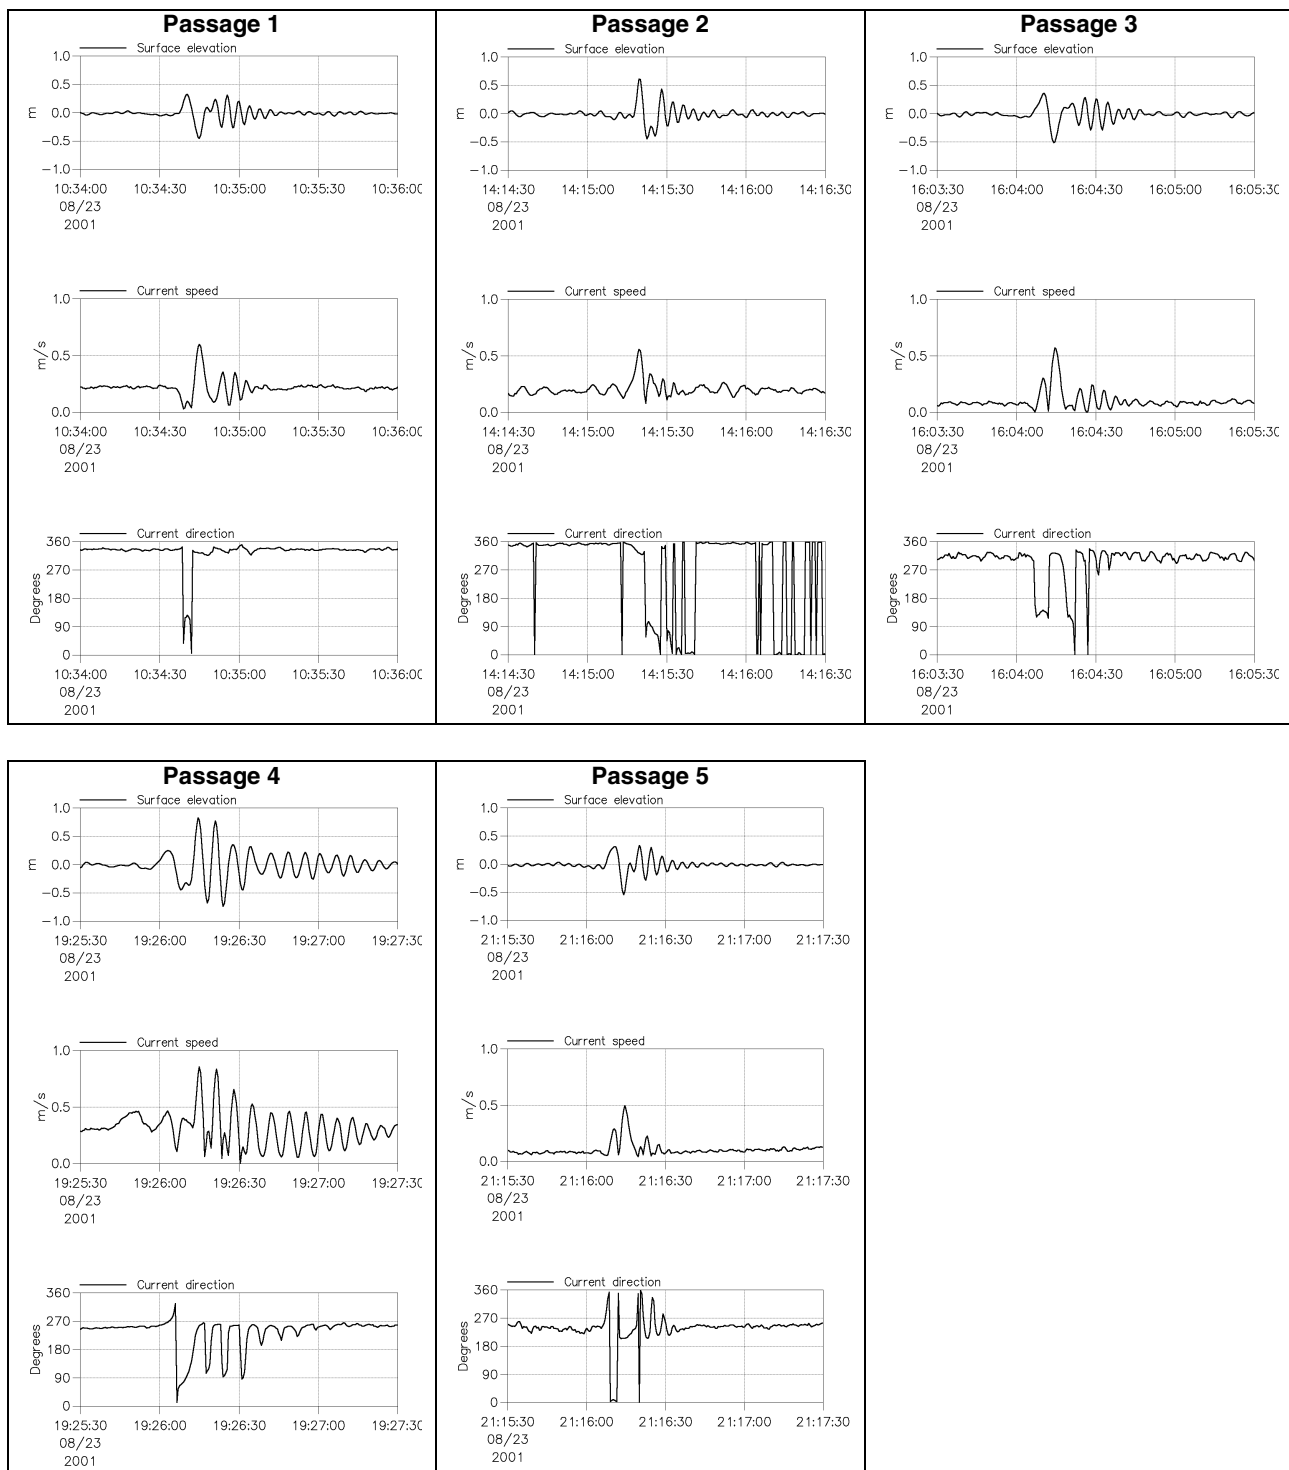 Passage 1
Surface elevation
1.0
0.5
0.0
−0.5
−1.0
m
10:34:00 10:34:30 10:35:00 10:35:30 10:36:00
08/23
2001
Current speed
1.0
0.5
0.0
m/s
10:34:00 10:34:30 10:35:00 10:35:30 10:36:00
08/23
2001
Current direction
360
270
180
90
0
Degrees
10:34:00 10:34:30 10:35:00 10:35:30 10:36:00
08/23
2001
Passage 2
Surface elevation
1.0
0.5
0.0
−0.5
−1.0
m
14:14:30 14:15:00 14:15:30 14:16:00 14:16:30
08/23
2001
Current speed
1.0
0.5
0.0
m/s
14:14:30 14:15:00 14:15:30 14:16:00 14:16:30
08/23
2001
Current direction
360
270
180
90
0
Degrees
14:14:30 14:15:00 14:15:30 14:16:00 14:16:30
08/23
2001
Passage 3
Surface elevation
1.0
0.5
0.0
−0.5
−1.0
m
16:03:30 16:04:00 16:04:30 16:05:00 16:05:30
08/23
2001
Current speed
1.0
0.5
0.0
m/s
16:03:30 16:04:00 16:04:30 16:05:00 16:05:30
08/23
2001
Current direction
360
270
180
90
0
Degrees
16:03:30 16:04:00 16:04:30 16:05:00 16:05:30
08/23
2001
Passage 4
Surface elevation
1.0
0.5
0.0
−0.5
−1.0
m
19:25:30 19:26:00 19:26:30 19:27:00 19:27:30
08/23
2001
Current speed
1.0
0.5
0.0
m/s
19:25:30 19:26:00 19:26:30 19:27:00 19:27:30
08/23
2001
Current direction
360
270
180
90
0
Degrees
19:25:30 19:26:00 19:26:30 19:27:00 19:27:30
08/23
2001
Passage 5
Surface elevation
1.0
0.5
0.0
−0.5
−1.0
m
21:15:30 21:16:00 21:16:30 21:17:00 21:17:30
08/23
2001
Current speed
1.0
0.5
0.0
m/s
21:15:30 21:16:00 21:16:30 21:17:00 21:17:30
08/23
2001
Current direction
360
270
180
90
0
Degrees
21:15:30 21:16:00 21:16:30 21:17:00 21:17:30
08/23
2001